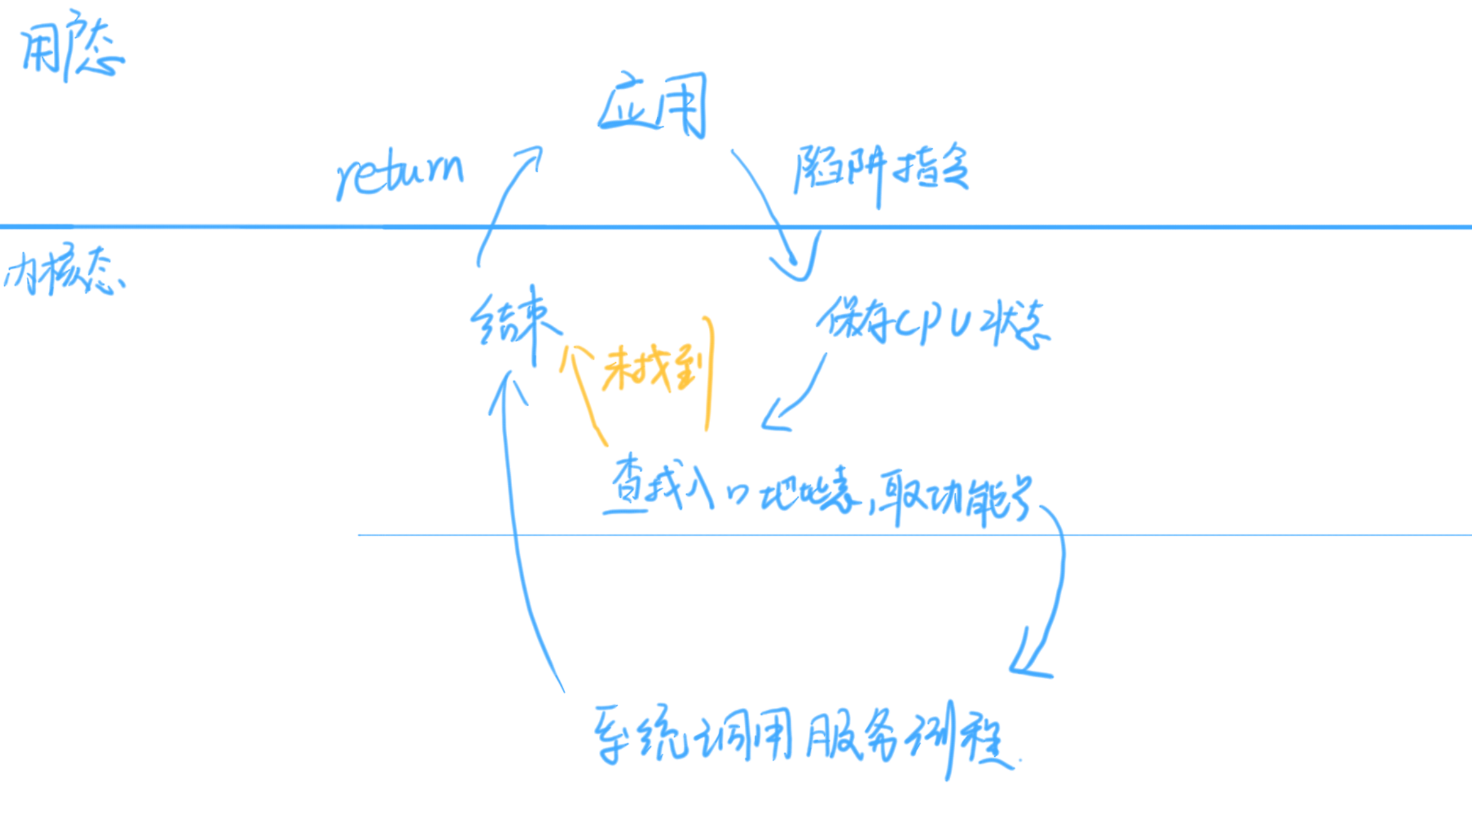 用户态
应用
return
陷阱指令
内核态
结束
保存CPU状态
未找到
查找入口地址表,取功能号
系统调用服务例程.